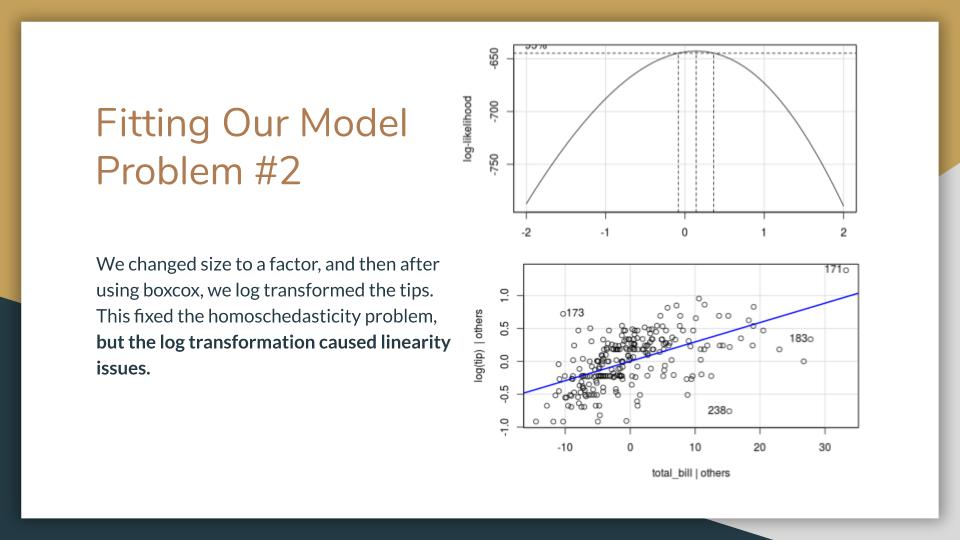 Fitting Our Model
Problem #2
We changed size to a factor, and then after
using boxcox, we log transformed the tips.
This fixed the homoschedasticity problem,
but the log transformation caused linearity
issues.
95%
log-likelihood
-650
-700
-750
-2 -1 0 1 2
171
173
183
238
log(tip) | others
1.0
0.5
0.0
-0.5
-1.0
-10 0 10 20 30
total_bill | others